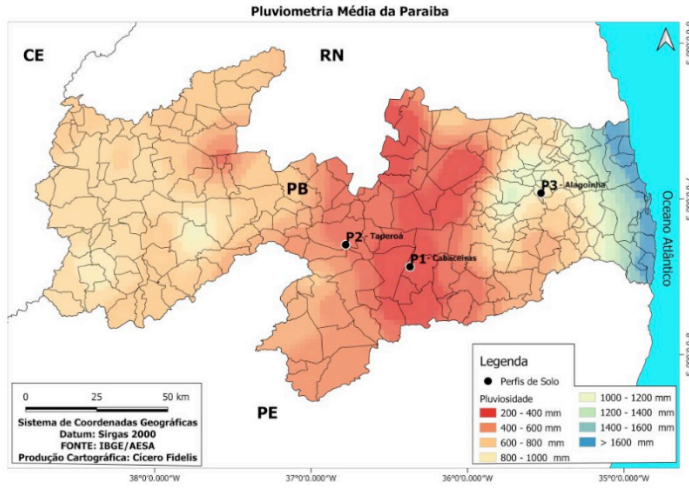 Pluviometria Média da Paraiba
CE
RN
PB
P3 - Alagoinha
P2 - Taperoá
P1 - Cabaceiras
Oceano Atlântico
PE
0 25 50 km
Sistema de Coordenadas Geográficas
Datum: Sirgas 2000
FONTE: IBGE/AESA
Produção Cartográfica: Cícero Fidelis
Legenda
Perfis de Solo
Pluviosidade
200 - 400 mm
400 - 600 mm
600 - 800 mm
800 - 1000 mm
1000 - 1200 mm
1200 - 1400 mm
1400 - 1600 mm
> 1600 mm
38°0.0.000'W 37°0.0.000'W 36°0.0.000'W 35°0.0.000'W